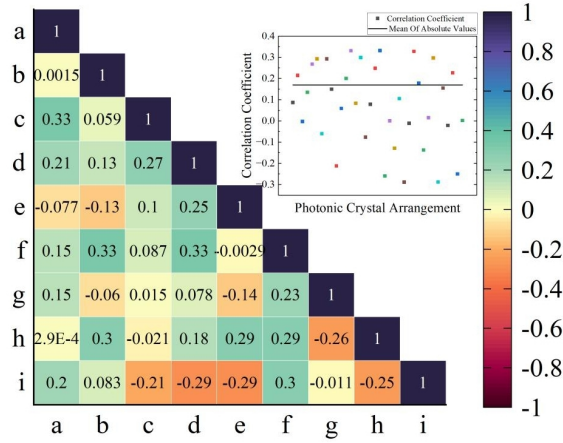 Correlation Coefficient
Mean Of Absolute Values
0.4
0.3
0.2
0.1
0.0
-0.1
-0.2
-0.3
Correlation Coefficient
Photonic Crystal Arrangement
1
0.8
0.6
0.4
0.2
0
-0.2
-0.4
-0.6
-0.8
-1
a 1
b 0.0015 1
c 0.33 0.059 1
d 0.21 0.13 0.27 1
e -0.077 -0.13 0.1 0.25 1
f 0.15 0.33 0.087 0.33 -0.0029 1
g 0.15 -0.06 0.015 0.078 -0.14 0.23 1
h 2.9E-4 0.3 -0.021 0.18 0.29 0.29 -0.26 1
i 0.2 0.083 -0.21 -0.29 -0.29 0.3 -0.011 -0.25 1
a b c d e f g h i